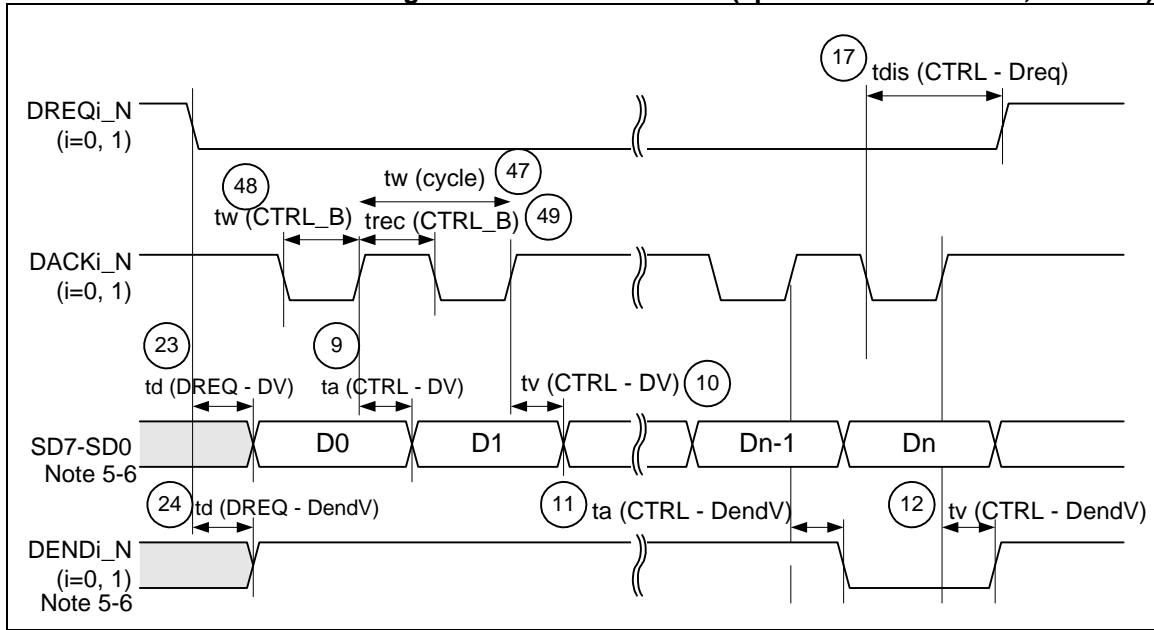 17
tdis (CTRL - Dreq)
DREQi_N
(i=0, 1)
48
tw (cycle)
47
tw (CTRL_B)
trec (CTRL_B)
49
DACKi_N
(i=0, 1)
23
9
td (DREQ - DV)
ta (CTRL - DV)
tv (CTRL - DV)
10
SD7-SD0
Note 5-6
D0
D1
Dn-1
Dn
24
td (DREQ - DendV)
11
ta (CTRL - DendV)
12
tv (CTRL - DendV)
DENDi_N
(i=0, 1)
Note 5-6